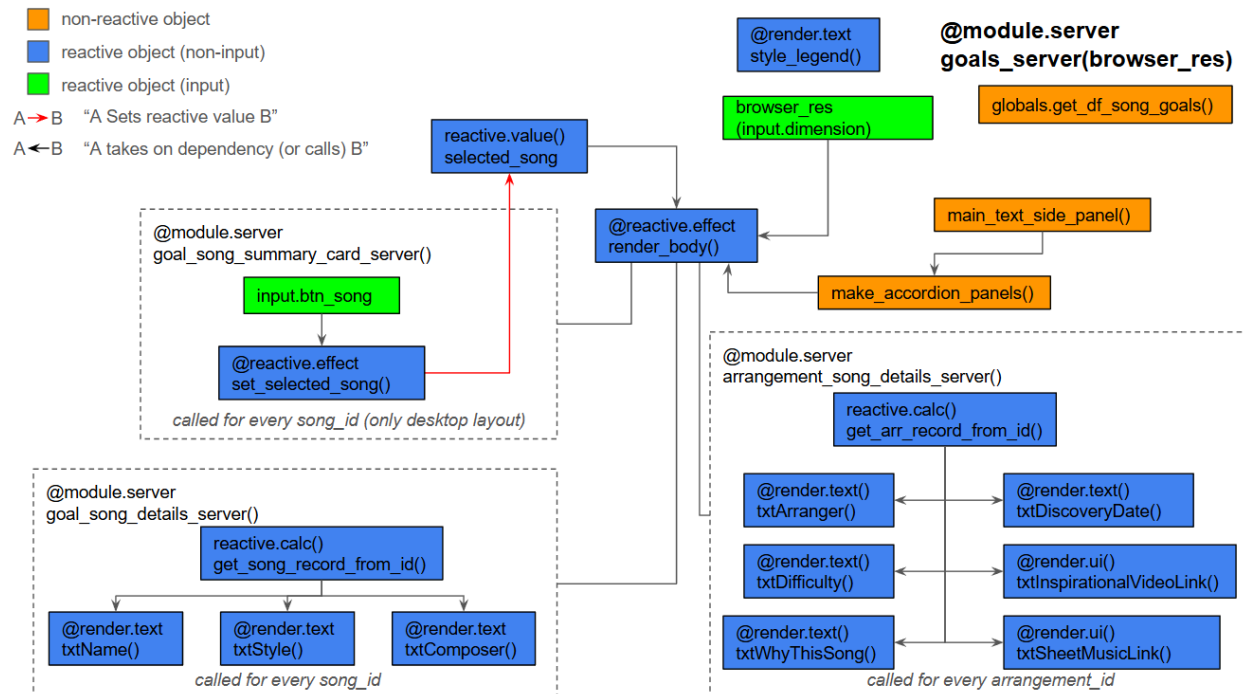 non-reactive object
reactive object (non-input)
reactive object (input)
A B "A Sets reactive value B"
A B "A takes on dependency (or calls) B"
@render.text
style_legend()
@module.server
goals_server(browser_res)
browser_res
(input.dimension)
globals.get_df_song_goals()
reactive.value()
selected_song
@reactive.effect
render_body()
main_text_side_panel()
make_accordion_panels()
@module.server
goal_song_summary_card_server()
input.btn_song
@reactive.effect
set_selected_song()
called for every song_id (only desktop layout)
@module.server
goal_song_details_server()
reactive.calc()
get_song_record_from_id()
@render.text
txtName()
@render.text
txtStyle()
@render.text
txtComposer()
called for every song_id
@module.server
arrangement_song_details_server()
reactive.calc()
get_arr_record_from_id()
@render.text()
txtArranger()
@render.text()
txtDiscoveryDate()
@render.text()
txtDifficulty()
@render.ui()
txtInspirationalVideoLink()
@render.text()
txtWhyThisSong()
@render.ui()
txtSheetMusicLink()
called for every arrangement_id